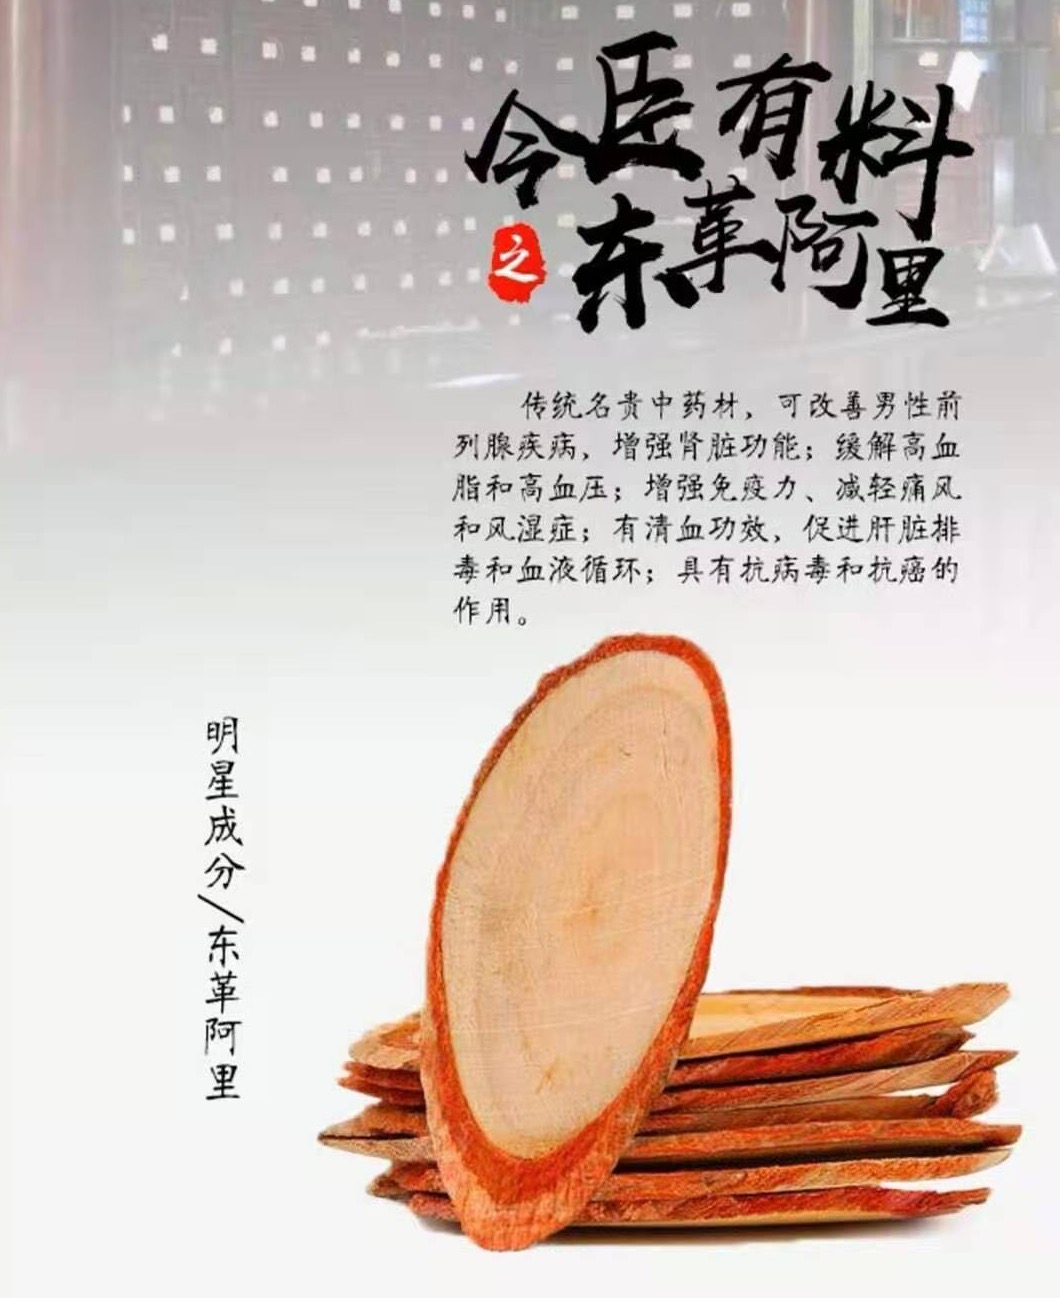 今臣有料
之东革阿里
传统名贵中药材，可改善男性前
列腺疾病，增强肾脏功能；缓解高血
脂和高血压；增强免疫力、减轻痛风
和风湿症；有清血功效，促进肝脏排
毒和血液循环；具有抗病毒和抗癌的
作用。
明星成分/东革阿里